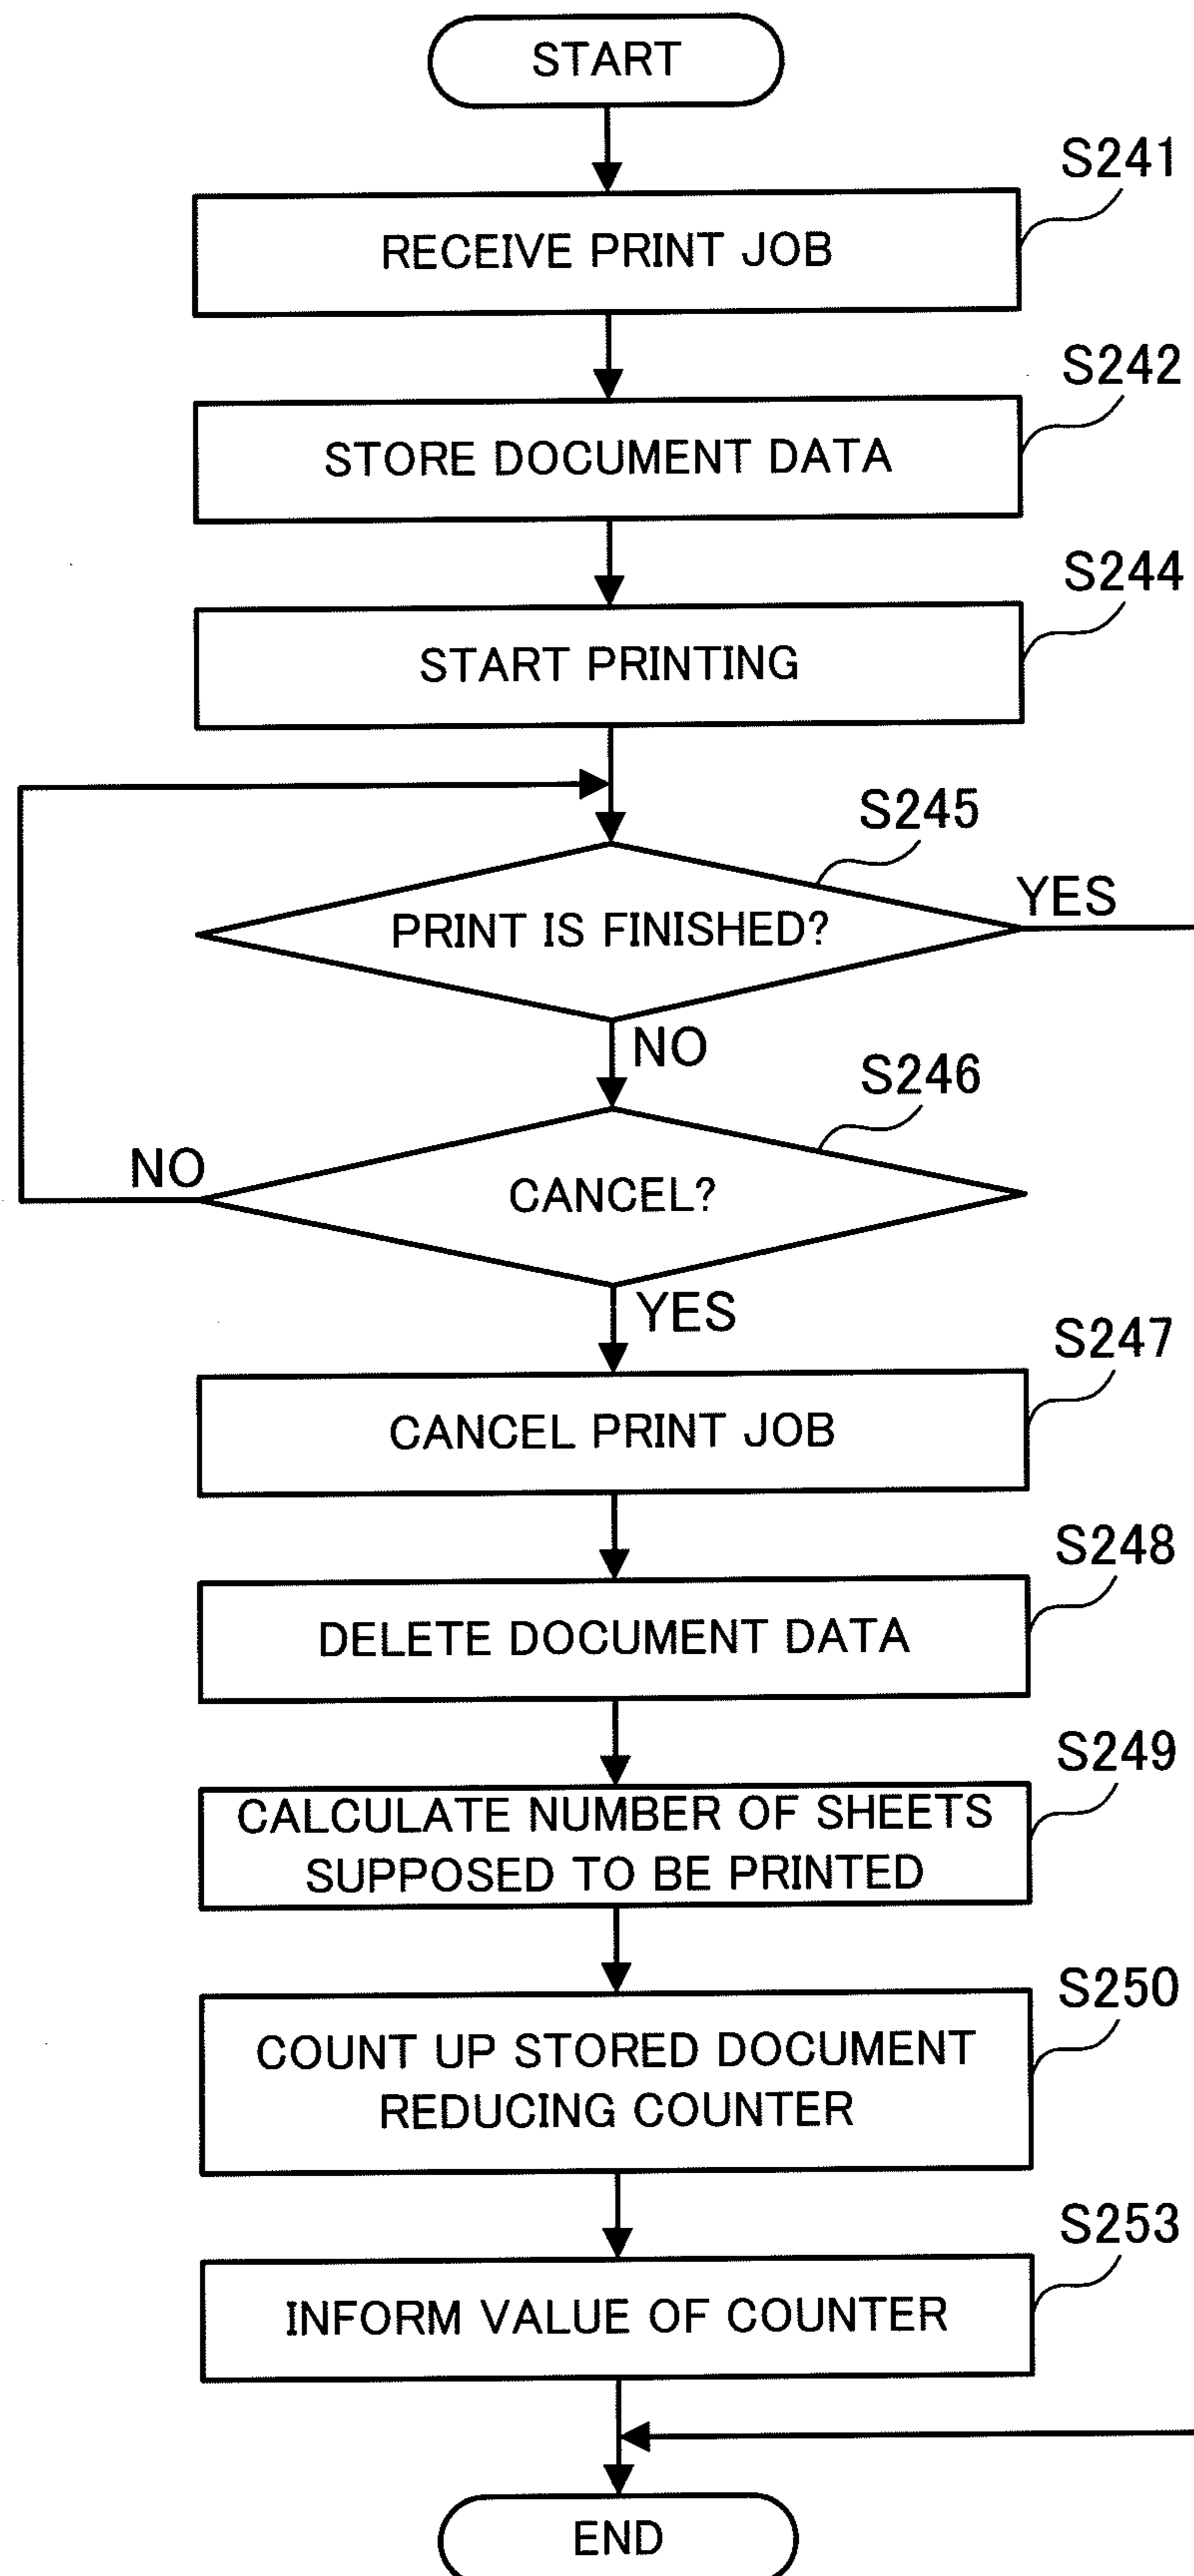 START
S241
RECEIVE PRINT JOB
S242
STORE DOCUMENT DATA
S244
START PRINTING
S245
YES
PRINT IS FINISHED?
NO
S246
NO
CANCEL?
YES
S247
CANCEL PRINT JOB
S248
DELETE DOCUMENT DATA
S249
CALCULATE NUMBER OF SHEETS
SUPPOSED TO BE PRINTED
S250
COUNT UP STORED DOCUMENT
REDUCING COUNTER
S253
INFORM VALUE OF COUNTER
END